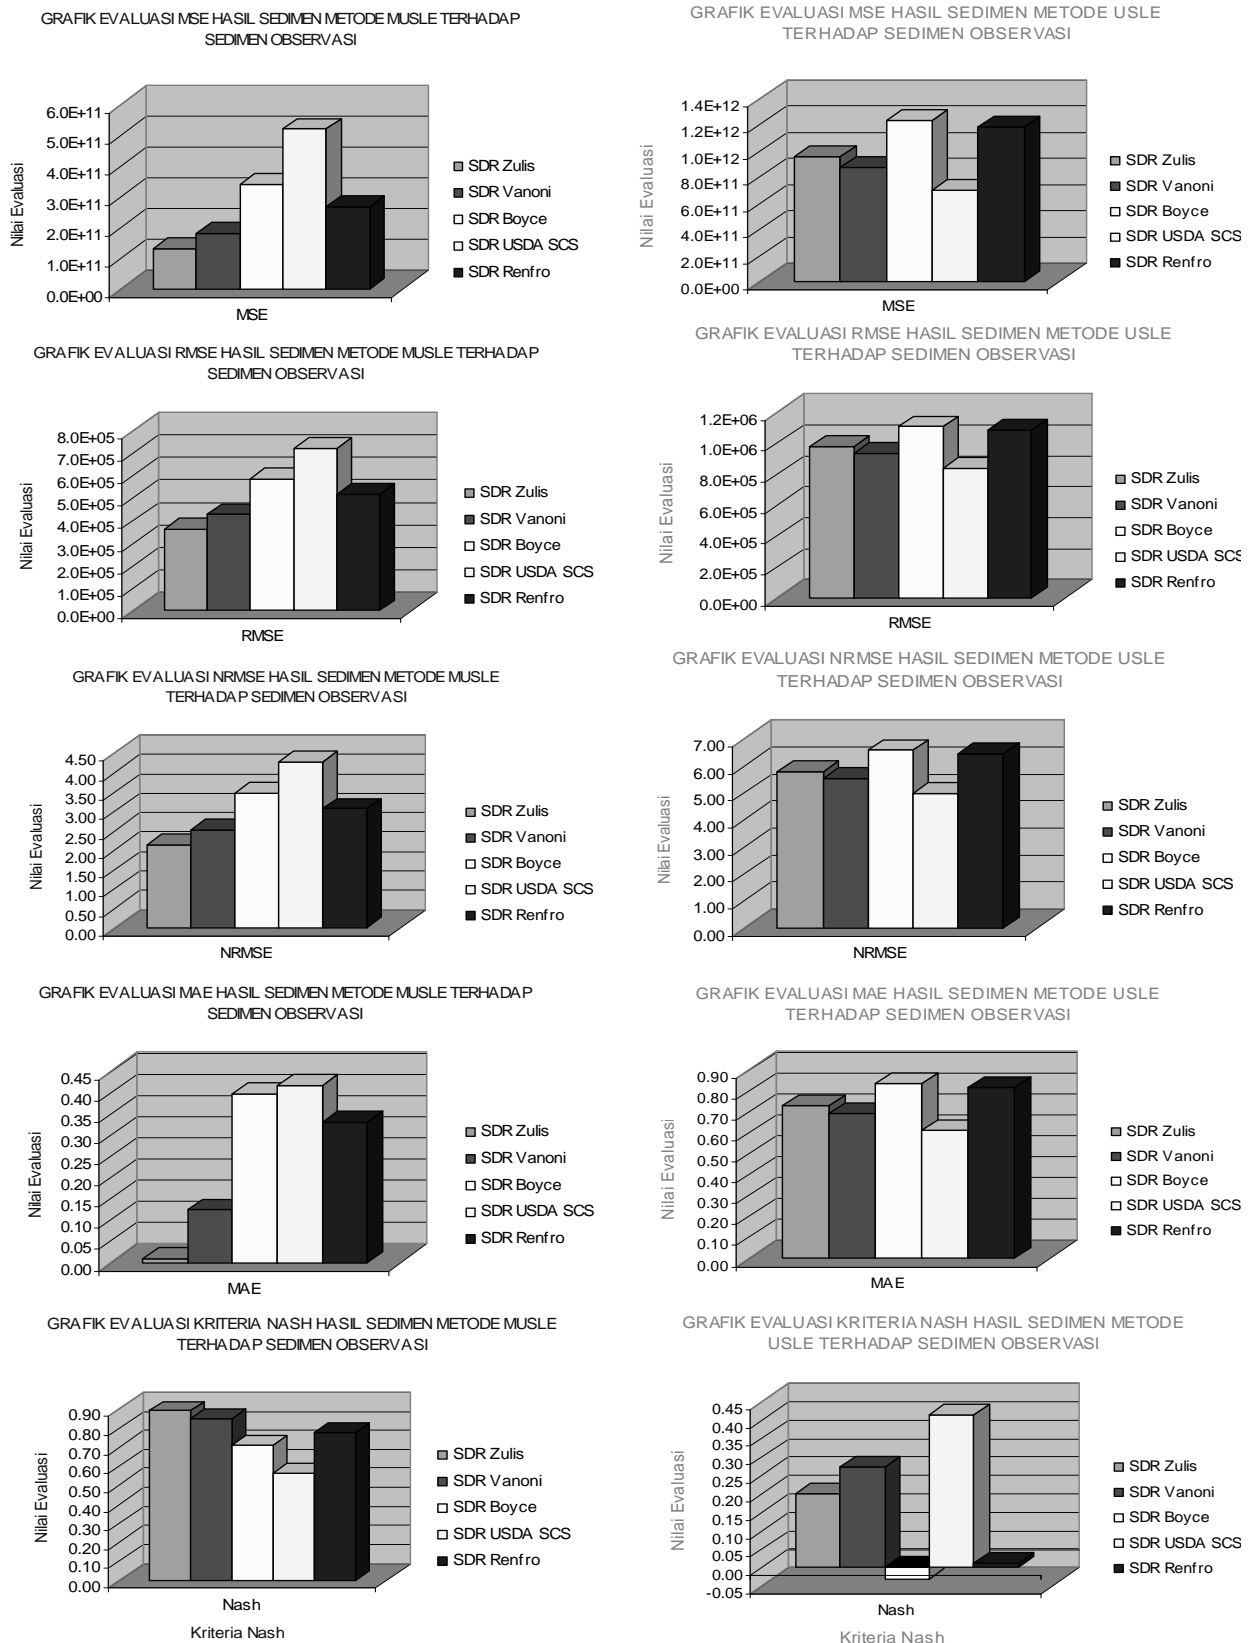 GRAFIK EVALUASI MSE HASIL SEDIMEN METODE MUSLE TERHADAP
SEDIMEN OBSERVASI
Nilai Evaluasi
6.0E+11
5.0E+11
4.0E+11
3.0E+11
2.0E+11
1.0E+11
0.0E+00
MSE
SDR Zulis
SDR Vanoni
SDR Boyce
SDR USDA SCS
SDR Renfro
GRAFIK EVALUASI MSE HASIL SEDIMEN METODE USLE
TERHADAP SEDIMEN OBSERVASI
Nilai Evaluasi
1.4E+12
1.2E+12
1.0E+12
8.0E+11
6.0E+11
4.0E+11
2.0E+11
0.0E+00
MSE
SDR Zulis
SDR Vanoni
SDR Boyce
SDR USDA SCS
SDR Renfro
GRAFIK EVALUASI RMSE HASIL SEDIMEN METODE MUSLE TERHADAP
SEDIMEN OBSERVASI
Nilai Evaluasi
8.0E+05
7.0E+05
6.0E+05
5.0E+05
4.0E+05
3.0E+05
2.0E+05
1.0E+05
0.0E+00
RMSE
SDR Zulis
SDR Vanoni
SDR Boyce
SDR USDA SCS
SDR Renfro
GRAFIK EVALUASI RMSE HASIL SEDIMEN METODE USLE
TERHADAP SEDIMEN OBSERVASI
Nilai Evaluasi
1.2E+06
1.0E+06
8.0E+05
6.0E+05
4.0E+05
2.0E+05
0.0E+00
RMSE
SDR Zulis
SDR Vanoni
SDR Boyce
SDR USDA SCS
SDR Renfro
GRAFIK EVALUASI NRMSE HASIL SEDIMEN METODE MUSLE
TERHADAP SEDIMEN OBSERVASI
Nilai Evaluasi
4.50
4.00
3.50
3.00
2.50
2.00
1.50
1.00
0.50
0.00
NRMSE
SDR Zulis
SDR Vanoni
SDR Boyce
SDR USDA SCS
SDR Renfro
GRAFIK EVALUASI NRMSE HASIL SEDIMEN METODE USLE
TERHADAP SEDIMEN OBSERVASI
Nilai Evaluasi
7.00
6.00
5.00
4.00
3.00
2.00
1.00
0.00
NRMSE
SDR Zulis
SDR Vanoni
SDR Boyce
SDR USDA SCS
SDR Renfro
GRAFIK EVALUASI MAE HASIL SEDIMEN METODE MUSLE TERHADAP
SEDIMEN OBSERVASI
Nilai Evaluasi
0.45
0.40
0.35
0.30
0.25
0.20
0.15
0.10
0.05
0.00
MAE
SDR Zulis
SDR Vanoni
SDR Boyce
SDR USDA SCS
SDR Renfro
GRAFIK EVALUASI MAE HASIL SEDIMEN METODE USLE
TERHADAP SEDIMEN OBSERVASI
Nilai Evaluasi
0.90
0.80
0.70
0.60
0.50
0.40
0.30
0.20
0.10
0.00
MAE
SDR Zulis
SDR Vanoni
SDR Boyce
SDR USDA SCS
SDR Renfro
GRAFIK EVALUASI KRITERIA NASH HASIL SEDIMEN METODE MUSLE
TERHADAP SEDIMEN OBSERVASI
Nilai Evaluasi
0.90
0.80
0.70
0.60
0.50
0.40
0.30
0.20
0.10
0.00
Nash
Kriteria Nash
SDR Zulis
SDR Vanoni
SDR Boyce
SDR USDA SCS
SDR Renfro
GRAFIK EVALUASI KRITERIA NASH HASIL SEDIMEN METODE
USLE TERHADAP SEDIMEN OBSERVASI
Nilai Evaluasi
0.45
0.40
0.35
0.30
0.25
0.20
0.15
0.10
0.05
0.00
-0.05
Nash
Kriteria Nash
SDR Zulis
SDR Vanoni
SDR Boyce
SDR USDA SCS
SDR Renfro